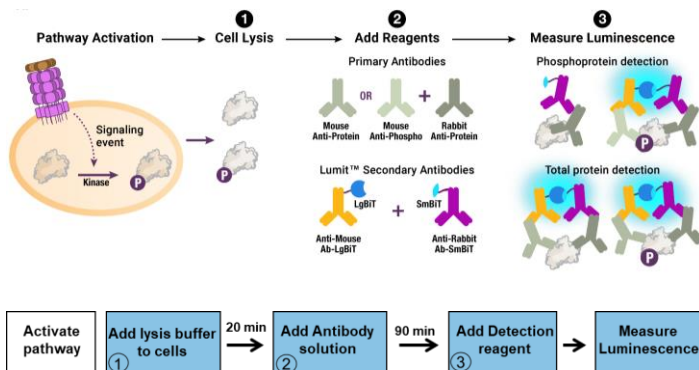 1
2
3
Pathway Activation
Cell Lysis
Add Reagents
Measure Luminescence
Primary Antibodies
Phosphoprotein detection
OR
+
Mouse
Anti-Protein
Mouse
Anti-Phospho
Rabbit
Anti-Protein
Signaling
event
Kinase
P
P
P
Lumit™ Secondary Antibodies
LgBiT
SmBiT
+
Anti-Mouse
Ab-LgBiT
Anti-Rabbit
Ab-SmBiT
Total protein detection
P
Activate
pathway
Add lysis buffer
to cells
1
20 min
Add Antibody
solution
2
90 min
Add Detection
reagent
3
Measure
Luminescence